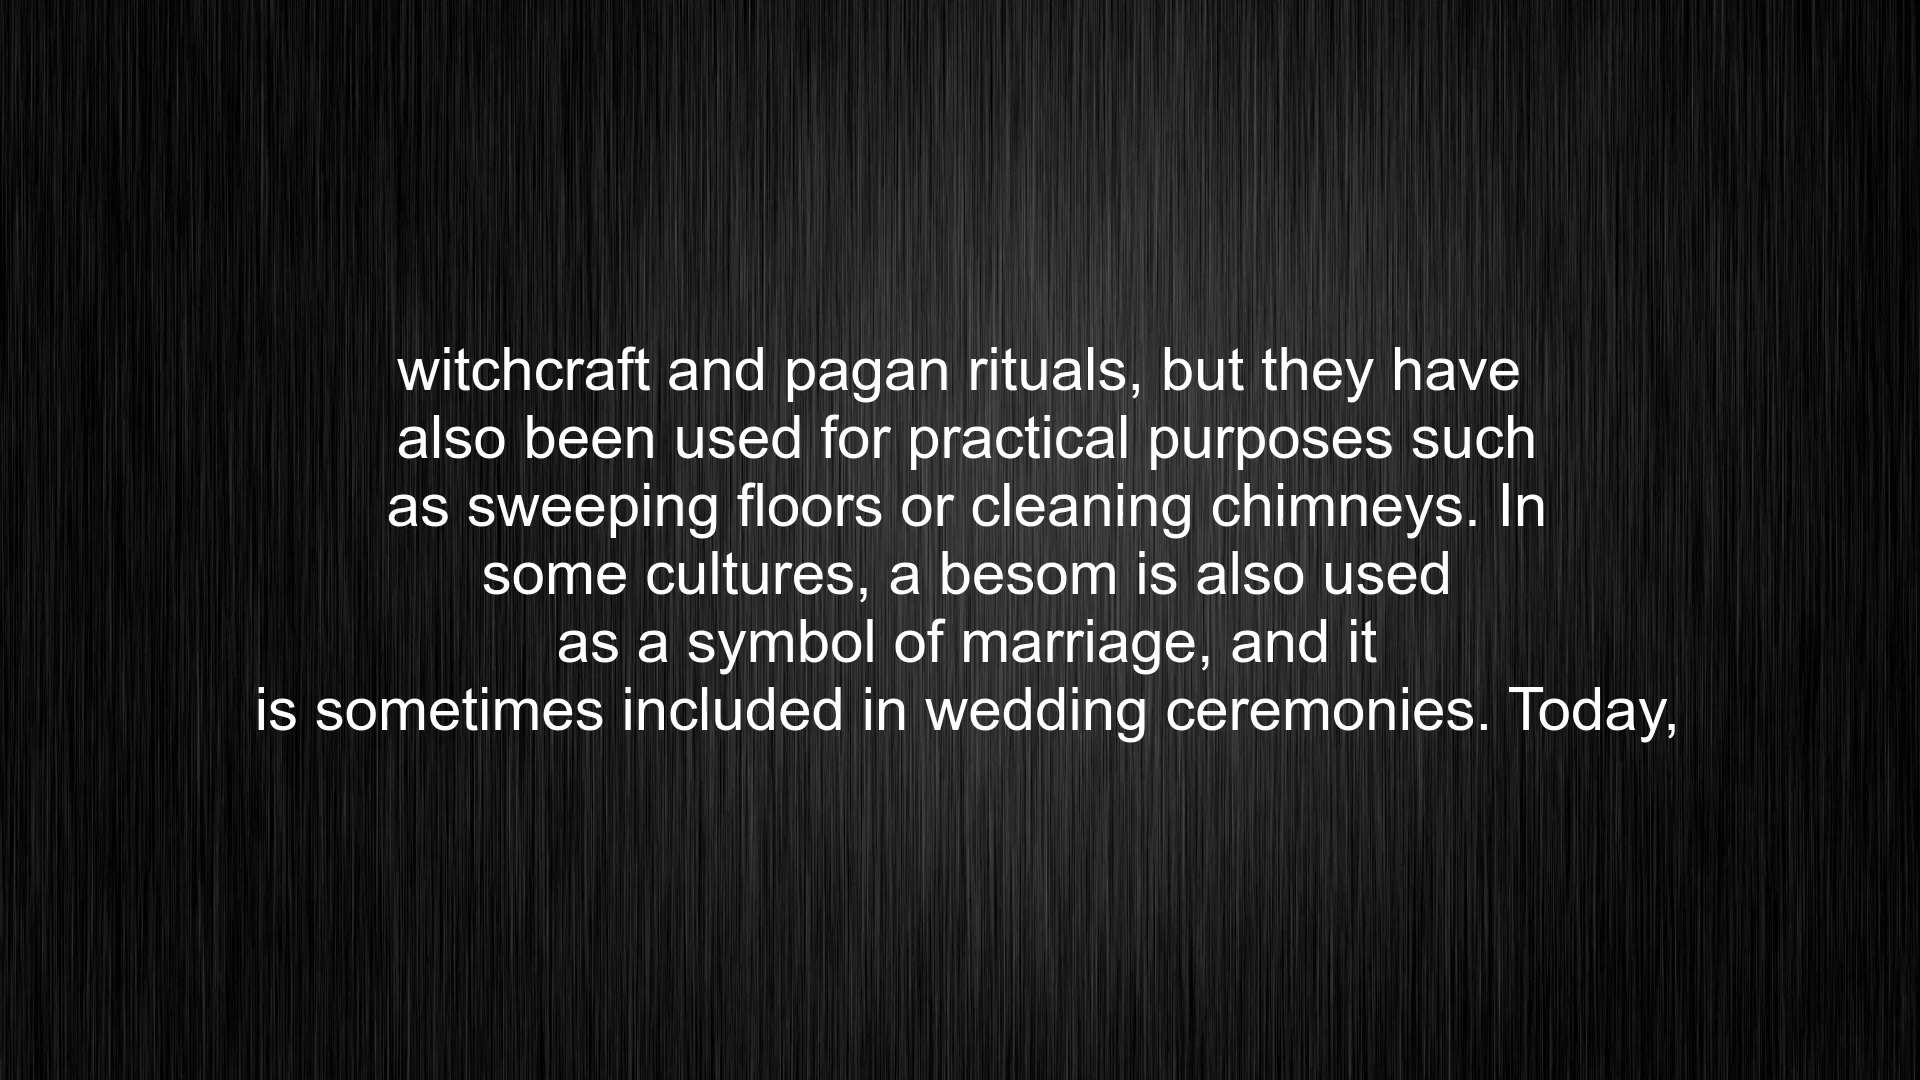 witchcraft and pagan rituals, but they have
also been used for practical purposes such
as sweeping floors or cleaning chimneys. In
some cultures, a besom is also used
as a symbol of marriage, and it
is sometimes included in wedding ceremonies. Today,